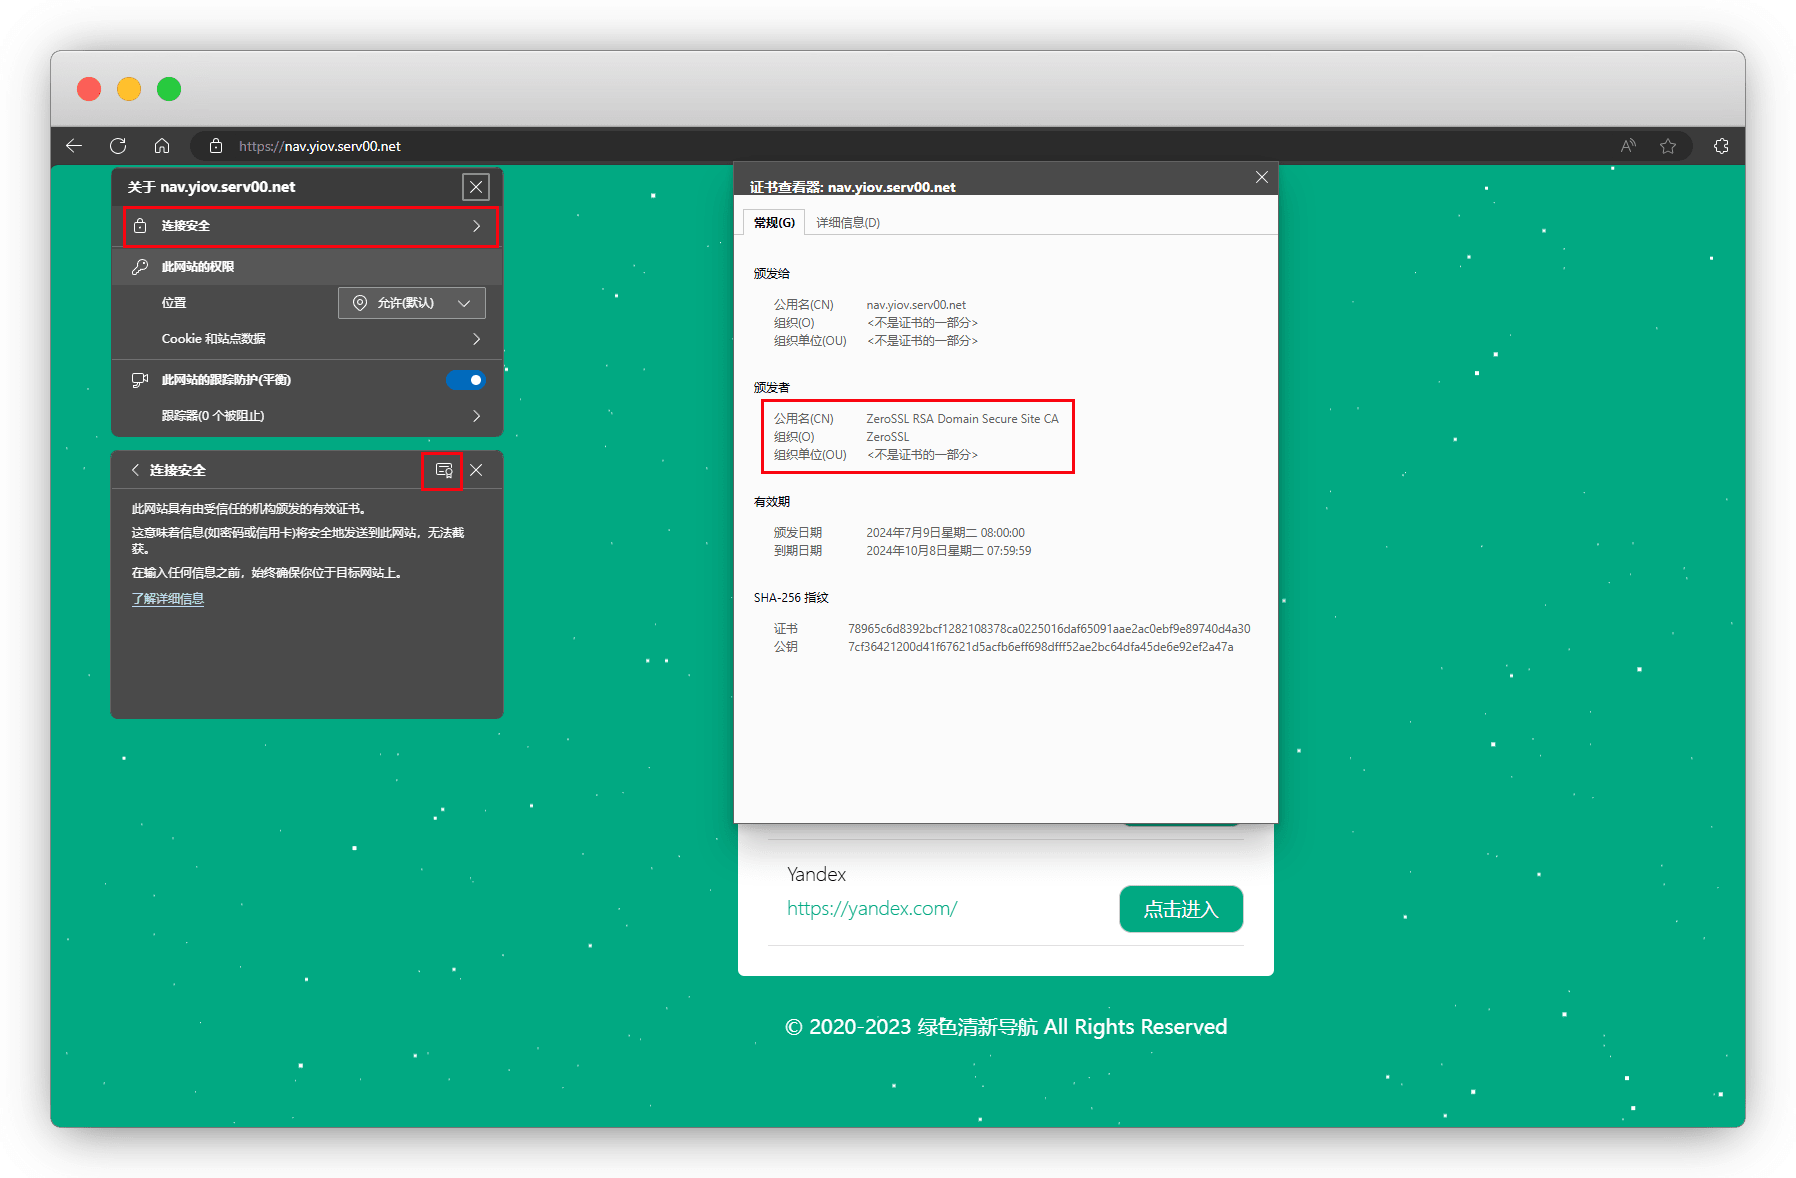 https://nav.yiov.serv00.net
关于 nav.yiov.serv00.net
连接安全
此网站的权限
位置
允许(默认)
Cookie 和站点数据
此网站的跟踪防护(平衡)
跟踪器(0 个被阻止)
连接安全
此网站具有由受信任的机构颁发的有效证书。
这意味着信息(如密码或信用卡)将安全地发送到此网站，无法截
获。
在输入任何信息之前，始终确保你位于目标网站上。
了解详细信息
证书查看器: nav.yiov.serv00.net
常规(G) 详细信息(D)
颁发给
公用名(CN) nav.yiov.serv00.net
组织(O) <不是证书的一部分>
组织单位(OU) <不是证书的一部分>
颁发者
公用名(CN) ZeroSSL RSA Domain Secure Site CA
组织(O) ZeroSSL
组织单位(OU) <不是证书的一部分>
有效期
颁发日期 2024年7月9日星期二 08:00:00
到期日期 2024年10月8日星期二 07:59:59
SHA-256 指纹
证书 78965c6d8392bcf1282108378ca0225016daf65091aae2ac0ebf9e89740d4a30
公钥 7cf36421200d41f67621d5acfb6eff698dfff52ae2bc64dfa45de6e92ef2a47a
Yandex
https://yandex.com/
点击进入
© 2020-2023 绿色清新导航 All Rights Reserved